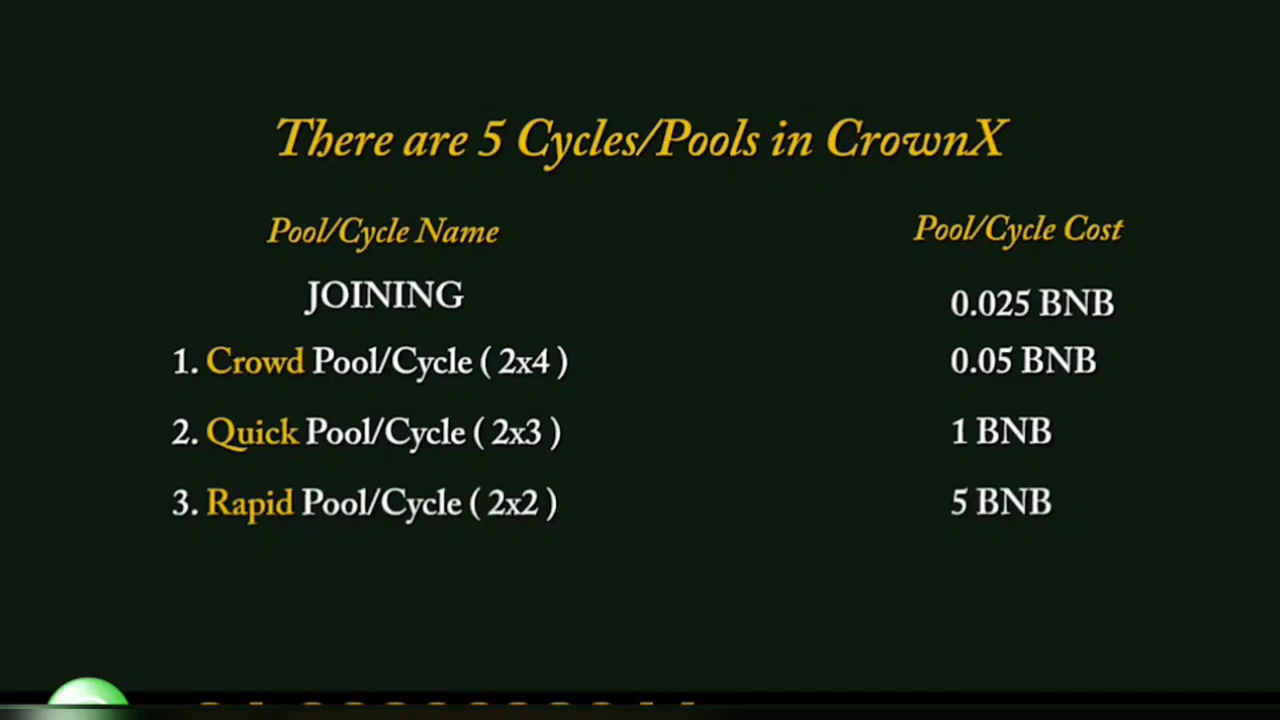 There are 5 Cycles/Pools in CrownX
Pool/Cycle Name Pool/Cycle Cost
JOINING 0.025 BNB
1. Crowd Pool/Cycle ( 2x4 ) 0.05 BNB
2. Quick Pool/Cycle ( 2x3 ) 1 BNB
3. Rapid Pool/Cycle ( 2x2 ) 5 BNB